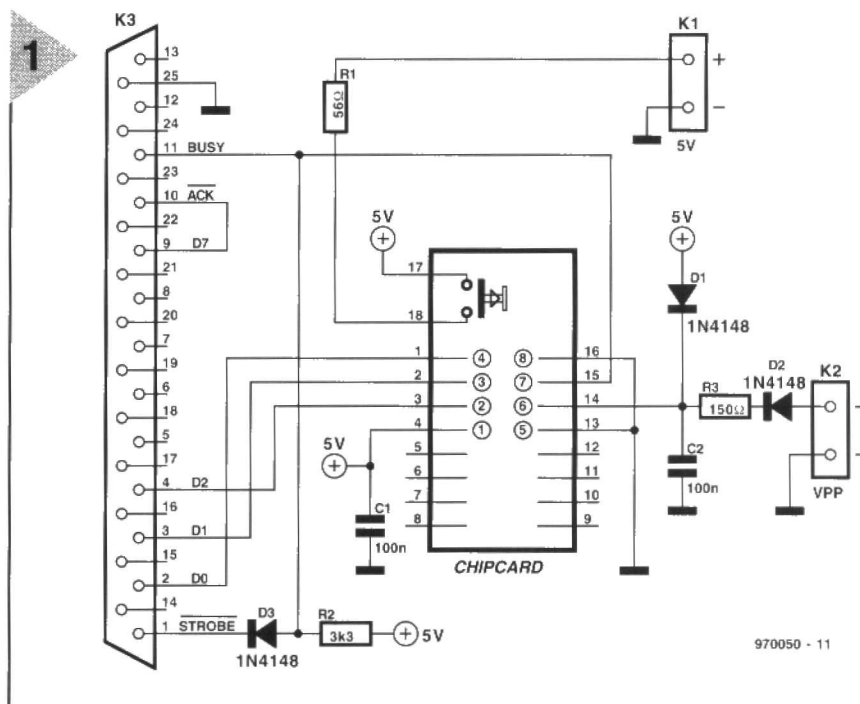 1
K3
13
25
12
24
11 BUSY
23
10 ACK
22
9 D7
21
8
20
7
19
6
18
5
17
4 D2
16
3 D1
15
2 D0
14
1 STROBE
R1
56Ω
K1
+
−
5V
5V
17
18
1 4 8 16
2 3 7 15
3 2 6 14
4 1 5 13
5 12
6 11
7 10
8 9
CHIPCARD
5V
C1
100n
5V
D1
1N4148
D2
1N4148
R3
150Ω
K2
VPP
C2
100n
D3
1N4148
R2
3k3
5V
970050 - 11